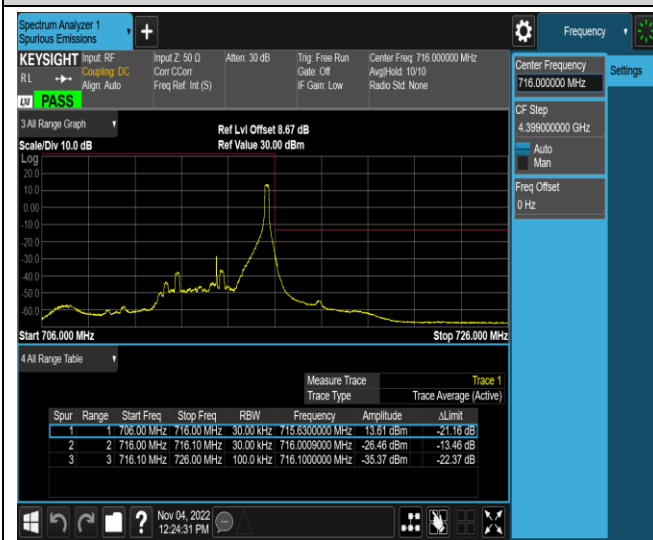 Spectrum Analyzer 1
Spurious Emissions
+
Frequency
KEYSIGHT
RL
Input: RF
Coupling: DC
Align: Auto
Input Z: 50 Ω
Corr CCorr
Freq Ref: Int (S)
Atten: 30 dB
Trig: Free Run
Gate: Off
IF Gain: Low
Center Freq: 716.000000 MHz
Avg|Hold: 10/10
Radio Std: None
LXI PASS
3 All Range Graph
Ref Lvl Offset 8.67 dB
Scale/Div 10.0 dB
Ref Value 30.00 dBm
Log
20.0
10.0
0.00
-10.0
-20.0
-30.0
-40.0
-50.0
-60.0
Start 706.000 MHz
Stop 726.000 MHz
4 All Range Table
Measure Trace Trace 1
Trace Type Trace Average (Active)
Spur Range Start Freq Stop Freq RBW Frequency Amplitude ΔLimit
1 1 706.00 MHz 716.00 MHz 30.00 kHz 715.6300000 MHz 13.61 dBm -21.16 dB
2 2 716.00 MHz 716.10 MHz 30.00 kHz 716.0009000 MHz -26.46 dBm -13.46 dB
3 3 716.10 MHz 726.00 MHz 100.0 kHz 716.1000000 MHz -35.37 dBm -22.37 dB
Center Frequency
716.000000 MHz
Settings
CF Step
4.399000000 GHz
Auto
Man
Freq Offset
0 Hz
?
Nov 04, 2022
12:24:31 PM